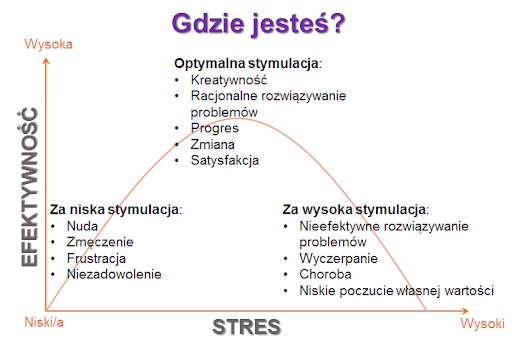 Gdzie jesteś?
Wysoka
Optymalna stymulacja:
• Kreatywność
• Racjonalne rozwiązywanie
problemów
• Progres
• Zmiana
• Satysfakcja
EFEKTYWNOŚĆ
Za niska stymulacja:
• Nuda
• Zmęczenie
• Frustracja
• Niezadowolenie
Za wysoka stymulacja:
• Nieefektywne rozwiązywanie
problemów
• Wyczerpanie
• Choroba
• Niskie poczucie własnej wartości
Niski/a
STRES
Wysoki